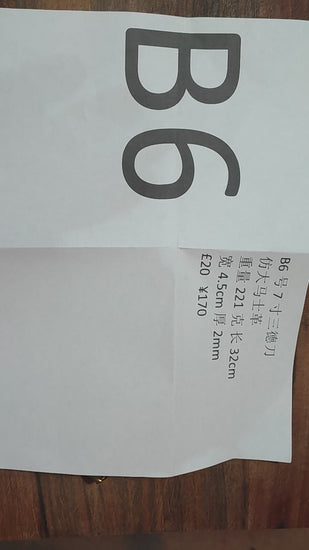 B6
B6 号 7 寸三德刀
仿大马士革
重量 221 克 长 32cm
宽 4.5cm 厚 2mm
£20 ¥170